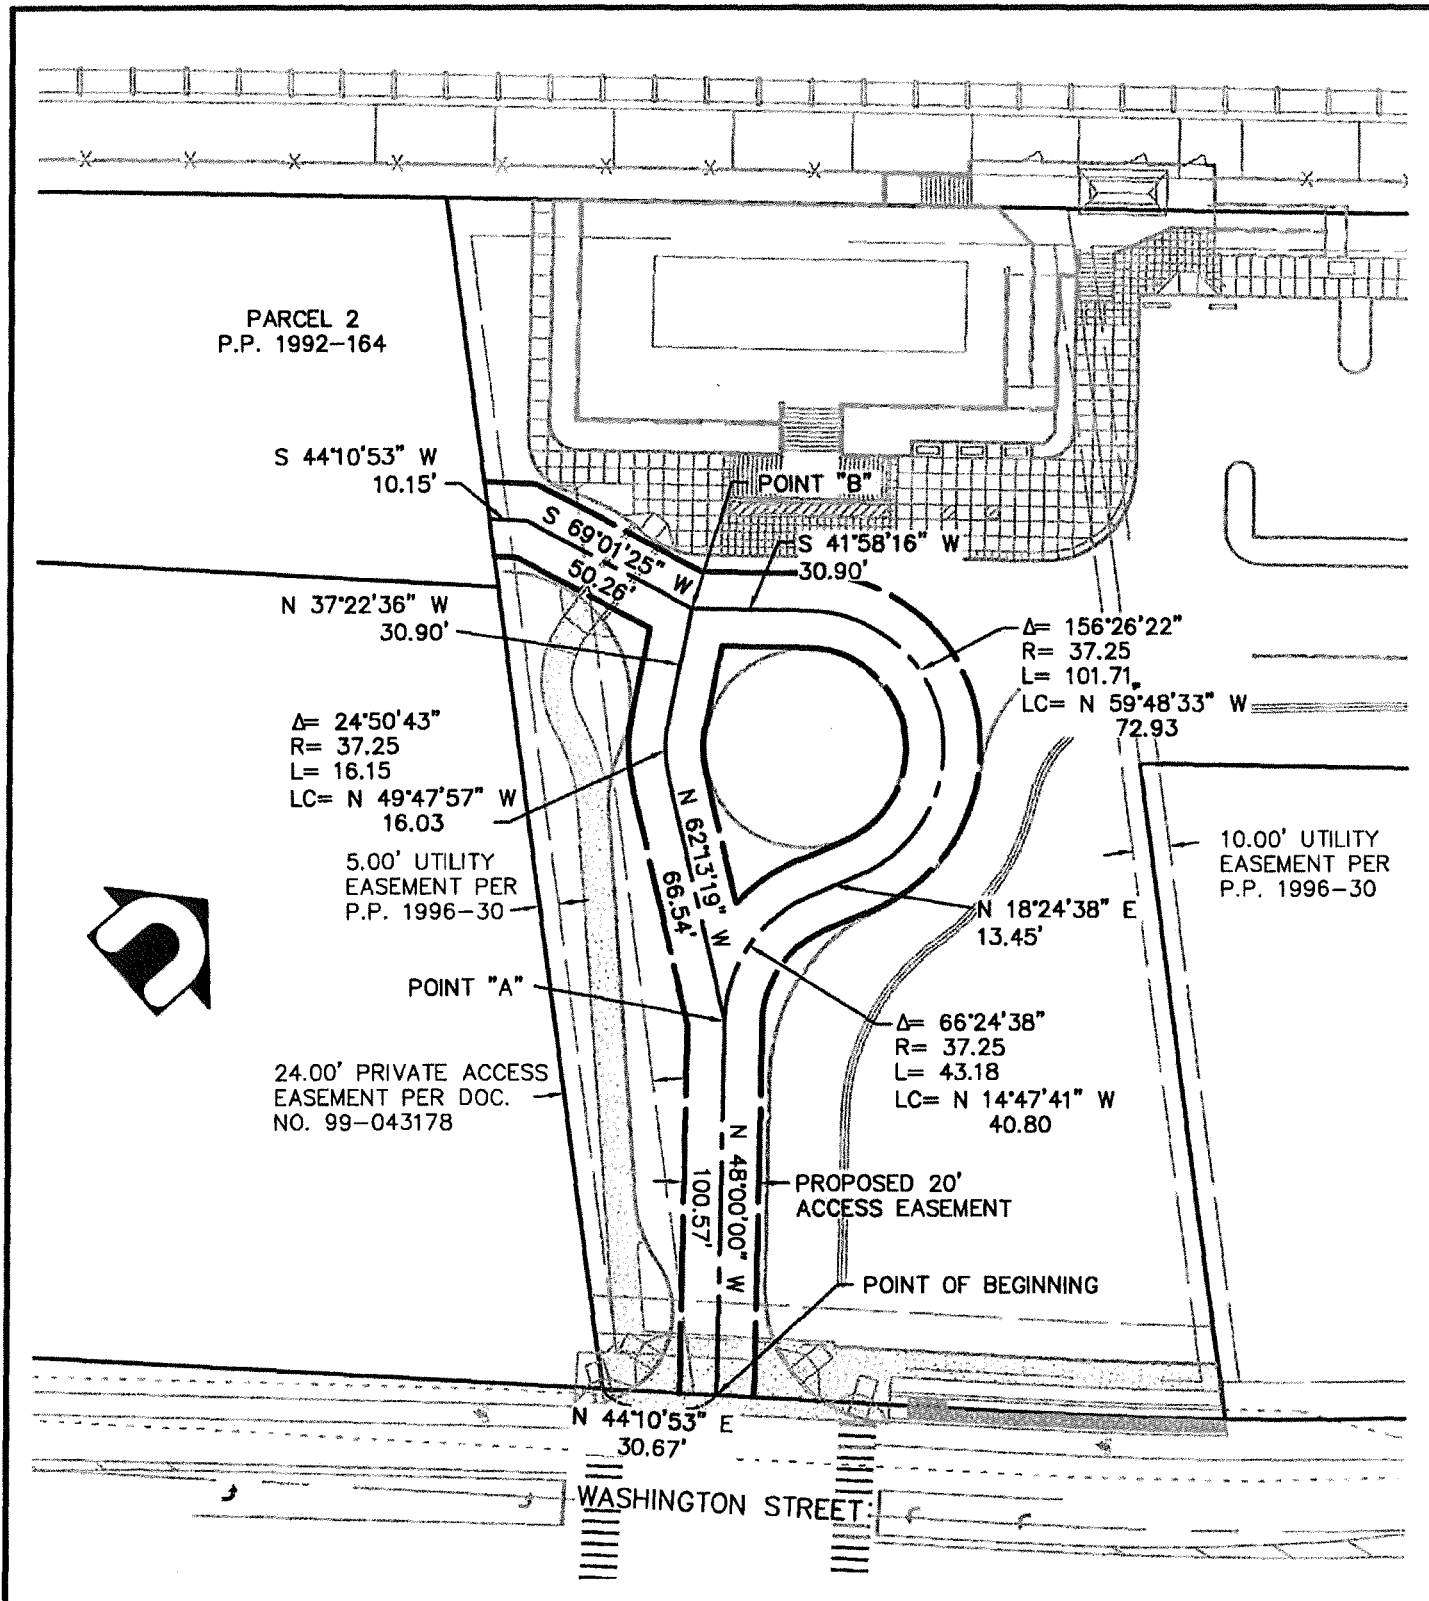 PARCEL 2
P.P. 1992-164
S 44°10'53" W
10.15'
POINT "B"
S 69°01'25" W
50.26'
S 41°58'16" W
30.90'
N 37°22'36" W
30.90'
Δ= 156°26'22"
R= 37.25
L= 101.71
LC= N 59°48'33" W
72.93
Δ= 24°50'43"
R= 37.25
L= 16.15
LC= N 49°47'57" W
16.03
N 62°13'19" W
66.54'
5.00' UTILITY
EASEMENT PER
P.P. 1996-30
10.00' UTILITY
EASEMENT PER
P.P. 1996-30
N 18°24'38" E
13.45'
POINT "A"
Δ= 66°24'38"
R= 37.25
L= 43.18
LC= N 14°47'41" W
40.80
24.00' PRIVATE ACCESS
EASEMENT PER DOC.
NO. 99-043178
N 48°00'00" W
100.57'
PROPOSED 20'
ACCESS EASEMENT
POINT OF BEGINNING
N 44°10'53" E
30.67'
WASHINGTON STREET